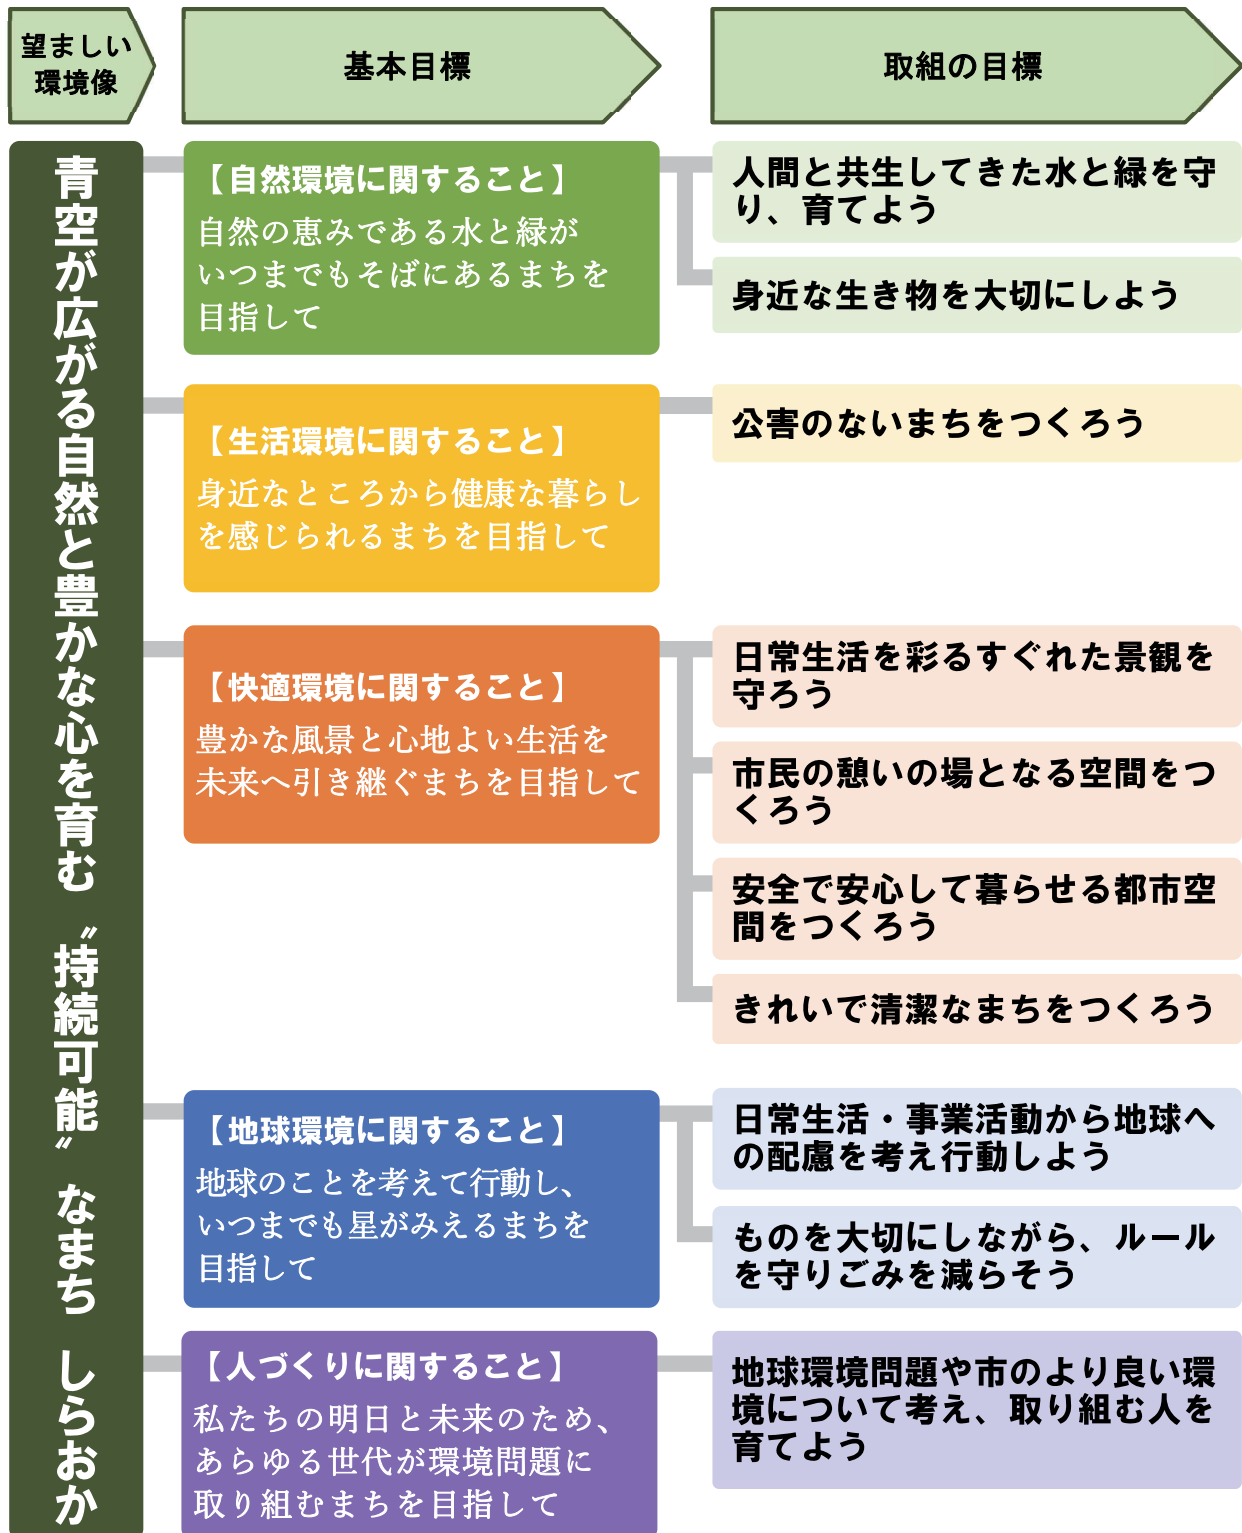 望ましい
環境像
基本目標
取組の目標
青空が広がる自然と豊かな心を育む〝持続可能〟なまち しらおか
【自然環境に関すること】
自然の恵みである水と緑が
いつまでもそばにあるまちを
目指して
人間と共生してきた水と緑を守
り、育てよう
身近な生き物を大切にしよう
【生活環境に関すること】
身近なところから健康な暮らし
を感じられるまちを目指して
公害のないまちをつくろう
【快適環境に関すること】
豊かな風景と心地よい生活を
未来へ引き継ぐまちを目指して
日常生活を彩るすぐれた景観を
守ろう
市民の憩いの場となる空間をつ
くろう
安全で安心して暮らせる都市空
間をつくろう
きれいで清潔なまちをつくろう
【地球環境に関すること】
地球のことを考えて行動し、
いつまでも星がみえるまちを
目指して
日常生活・事業活動から地球へ
の配慮を考え行動しよう
ものを大切にしながら、ルール
を守りごみを減らそう
【人づくりに関すること】
私たちの明日と未来のため、
あらゆる世代が環境問題に
取り組むまちを目指して
地球環境問題や市のより良い環
境について考え、取り組む人を
育てよう